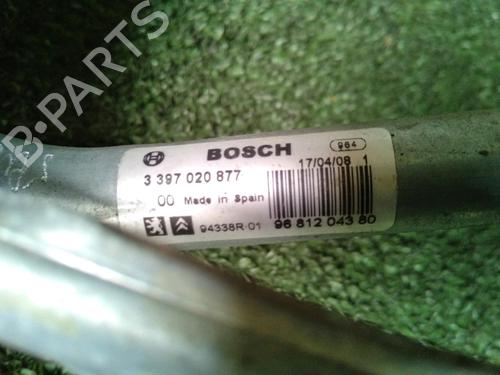 B-PARTS
BOSCH
964
17/04/08 1
3 397 020 877
00 Made in Spain
94338R-01
96 812 043 80